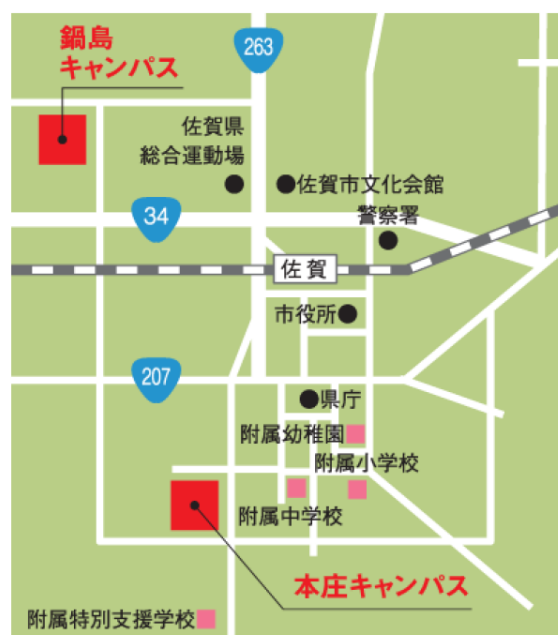 鍋島
キャンパス
263
佐賀県
総合運動場
佐賀市文化会館
34
警察署
佐賀
市役所
207
県庁
附属幼稚園
附属小学校
附属中学校
本庄キャンパス
附属特別支援学校